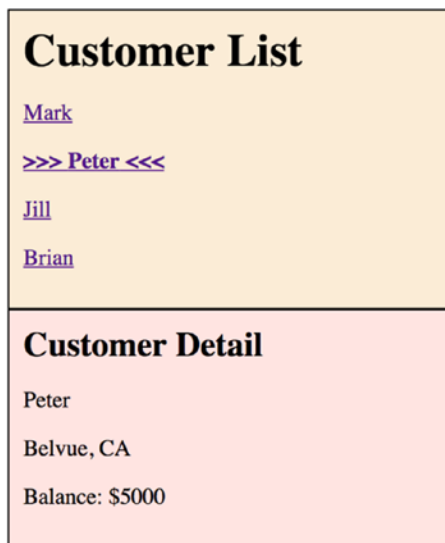 Customer List
Mark
>>> Peter <<<
Jill
Brian
Customer Detail
Peter
Belvue, CA
Balance: $5000